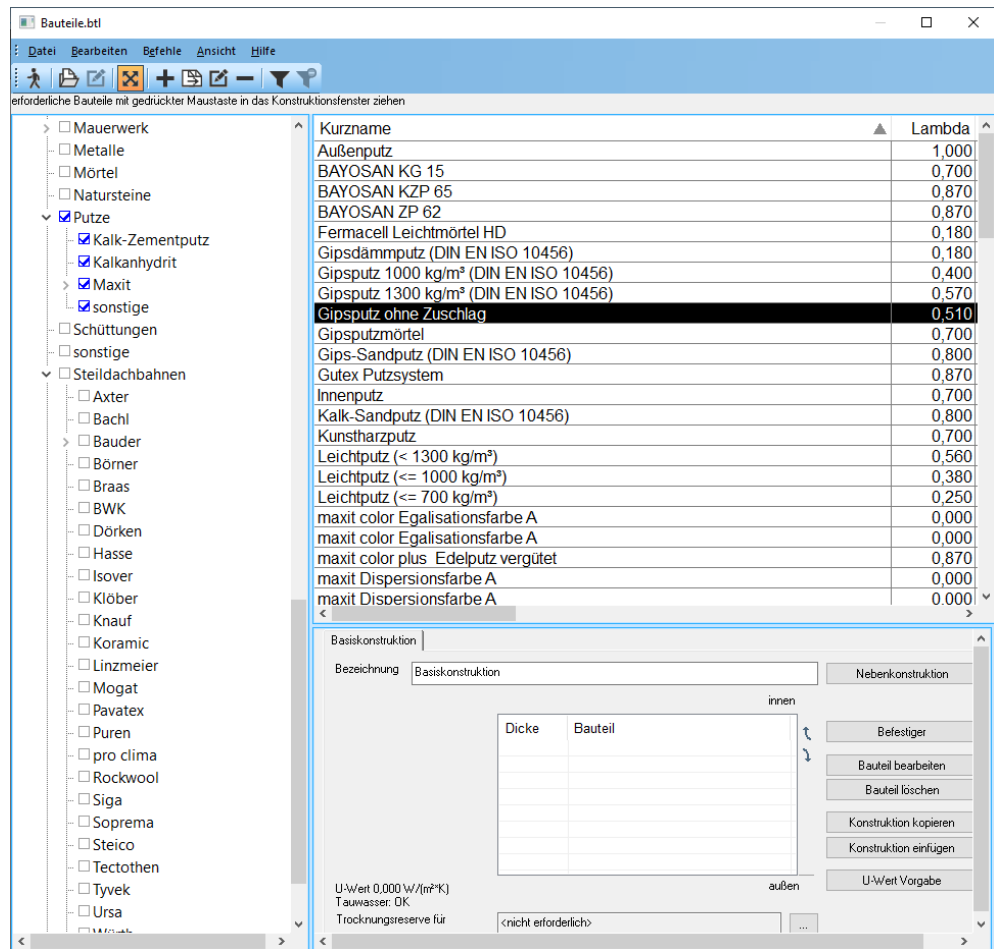 Bauteile.btl
Datei Bearbeiten Befehle Ansicht Hilfe
erforderliche Bauteile mit gedrückter Maustaste in das Konstruktionsfenster ziehen
Mauerwerk
Metalle
Mörtel
Natursteine
Putze
Kalk-Zementputz
Kalkanhydrit
Maxit
sonstige
Schüttungen
sonstige
Steildachbahnen
Axter
Bachl
Bauder
Börner
Braas
BWK
Dörken
Hasse
Isover
Klöber
Knauf
Koramic
Linzmeier
Mogat
Pavatex
Puren
pro clima
Rockwool
Siga
Soprema
Steico
Tectothen
Tyvek
Ursa
Kurzname Lambda
Außenputz 1,000
BAYOSAN KG 15 0,700
BAYOSAN KZP 65 0,870
BAYOSAN ZP 62 0,870
Fermacell Leichtmörtel HD 0,180
Gipsdämmputz (DIN EN ISO 10456) 0,180
Gipsputz 1000 kg/m³ (DIN EN ISO 10456) 0,400
Gipsputz 1300 kg/m³ (DIN EN ISO 10456) 0,570
Gipsputz ohne Zuschlag 0,510
Gipsputzmörtel 0,700
Gips-Sandputz (DIN EN ISO 10456) 0,800
Gutex Putzsystem 0,870
Innenputz 0,700
Kalk-Sandputz (DIN EN ISO 10456) 0,800
Kunstharzputz 0,700
Leichtputz (< 1300 kg/m³) 0,560
Leichtputz (<= 1000 kg/m³) 0,380
Leichtputz (<= 700 kg/m³) 0,250
maxit color Egalisationsfarbe A 0,000
maxit color Egalisationsfarbe A 0,000
maxit color plus Edelputz vergütet 0,870
maxit Dispersionsfarbe A 0,000
maxit Dispersionsfarbe A 0,000
Basiskonstruktion
Bezeichnung Basiskonstruktion Nebenkonstruktion
innen
Dicke Bauteil Befestiger
Bauteil bearbeiten
Bauteil löschen
Konstruktion kopieren
Konstruktion einfügen
U-Wert Vorgabe
außen
U-Wert 0,000 W/(m²*K)
Tauwasser: OK
Trocknungsreserve für <nicht erforderlich> ...